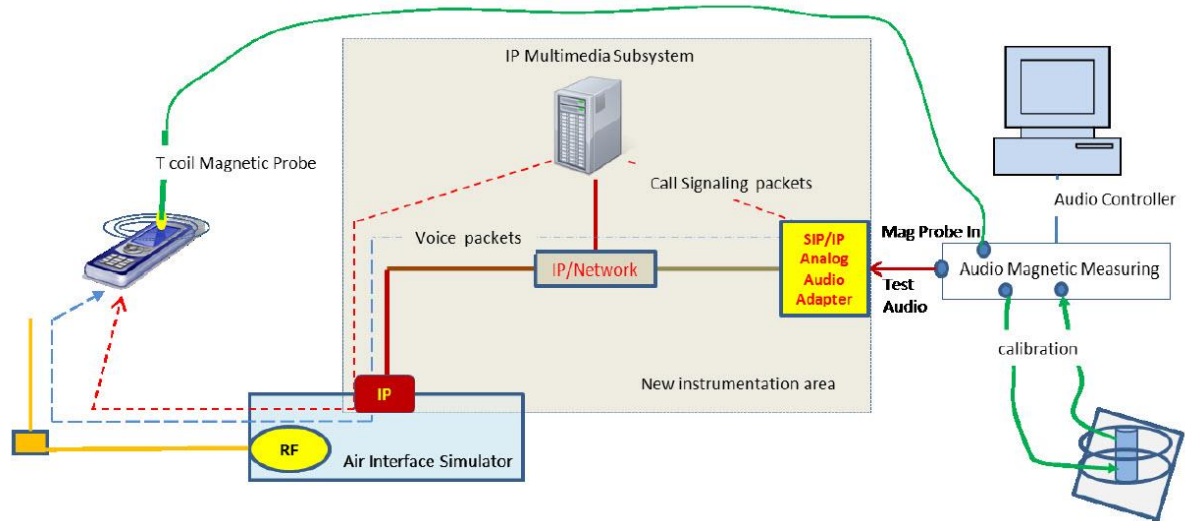 IP Multimedia Subsystem
T coil Magnetic Probe
Call Signaling packets
Audio Controller
Voice packets
SIP/IP
Analog
Audio
Adapter
Mag Probe In
IP/Network
Audio Magnetic Measuring
Test
Audio
calibration
IP
New instrumentation area
RF
Air Interface Simulator